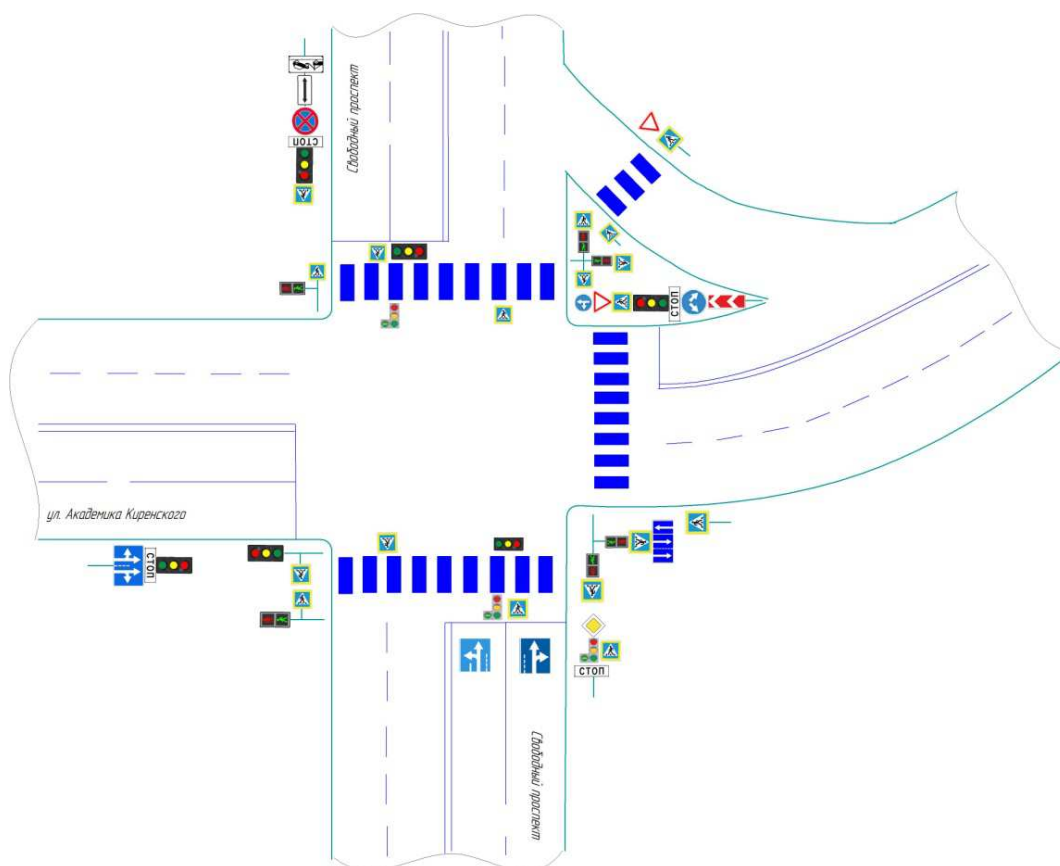 СТОП
Свободный проспект
СТОП
ул. Академика Киренского
СТОП
СТОП
Свободный проспект